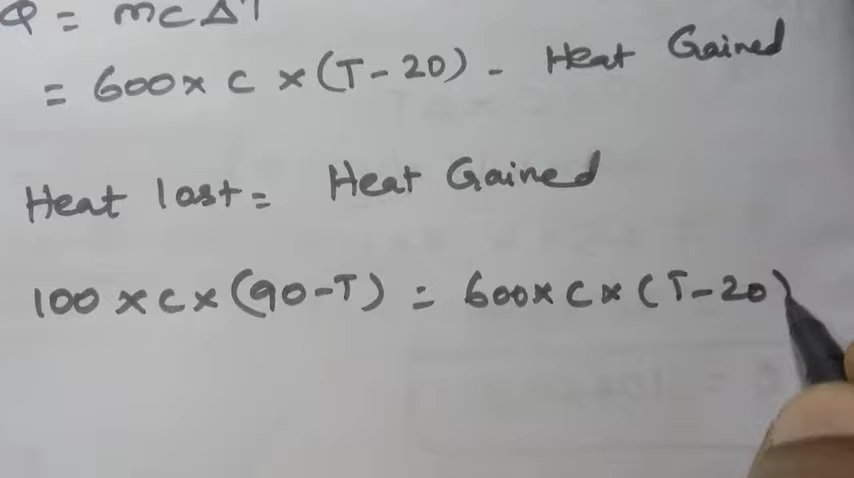 Q = mcΔT
= 600 × c × (T - 20) - Heat Gained
Heat lost = Heat Gained
100 × c × (90 - T) = 600 × c × (T - 20)